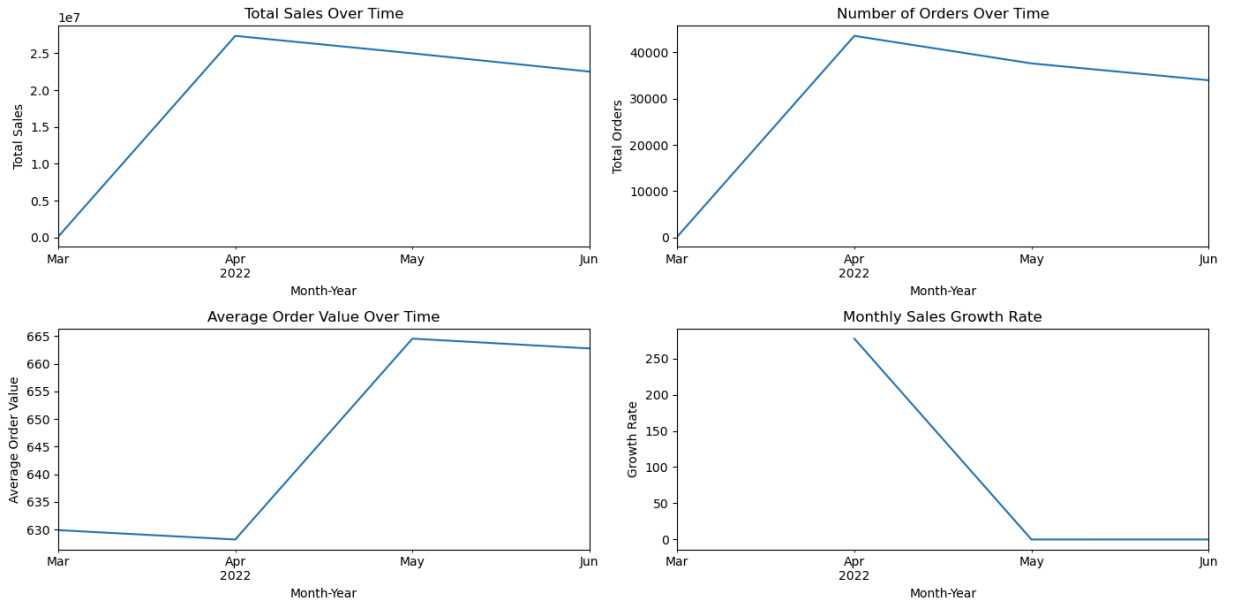 Total Sales Over Time
1e7
2.5
2.0
1.5
1.0
0.5
0.0
Total Sales
Mar
Apr
May
Jun
2022
Month-Year
Number of Orders Over Time
40000
30000
20000
10000
0
Total Orders
Mar
Apr
May
Jun
2022
Month-Year
Average Order Value Over Time
665
660
655
650
645
640
635
630
Average Order Value
Mar
Apr
May
Jun
2022
Month-Year
Monthly Sales Growth Rate
250
200
150
100
50
0
Growth Rate
Mar
Apr
May
Jun
2022
Month-Year